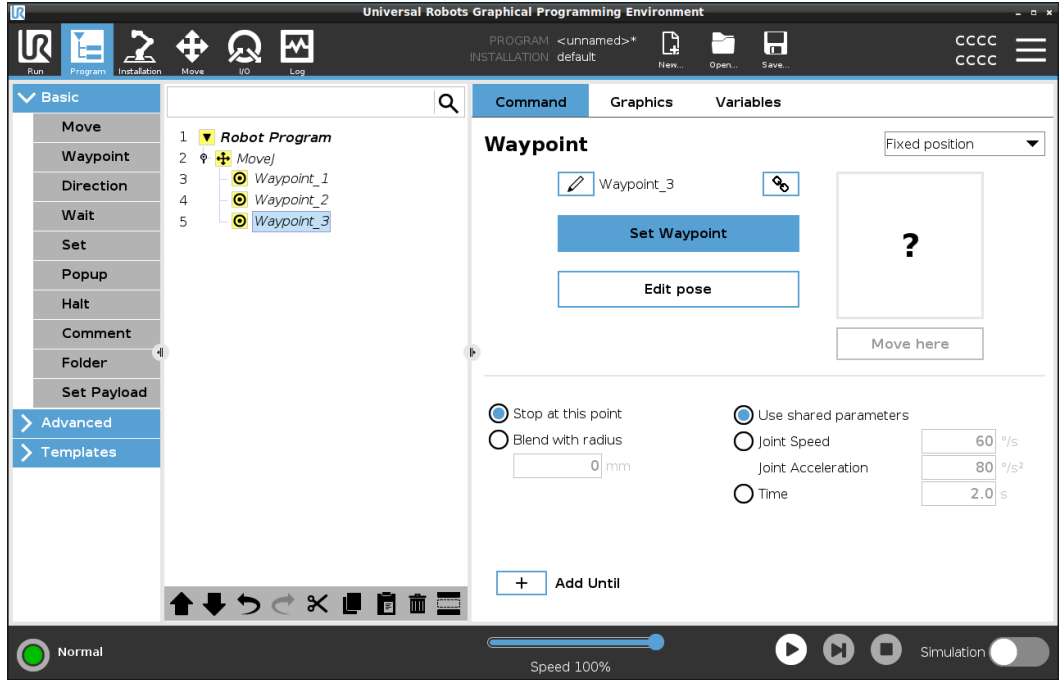 UR
Universal Robots Graphical Programming Environment
UR
Run
Program
Installation
Move
I/O
Log
PROGRAM <unnamed>*
INSTALLATION default
New...
Open...
Save...
CCCC
CCCC
Basic
Move
Waypoint
Direction
Wait
Set
Popup
Halt
Comment
Folder
Set Payload
Advanced
Templates
1 Robot Program
2 MoveJ
3 Waypoint_1
4 Waypoint_2
5 Waypoint_3
Command Graphics Variables
Waypoint
Fixed position
Waypoint_3
Set Waypoint
Edit pose
?
Move here
Stop at this point
Blend with radius
0 mm
Use shared parameters
Joint Speed 60 °/s
Joint Acceleration 80 °/s²
Time 2.0 s
+ Add Until
Normal
Speed 100%
Simulation